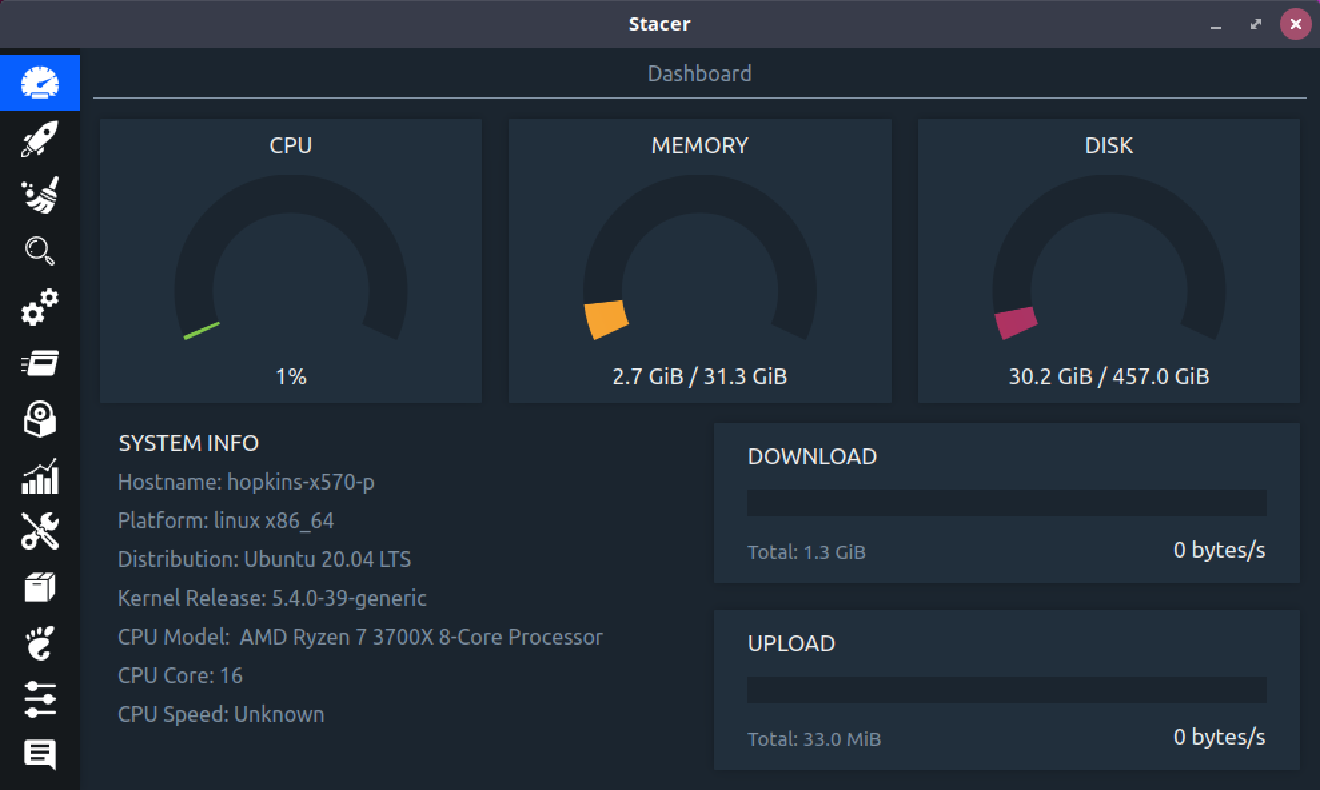 Stacer
Dashboard
CPU
1%
MEMORY
2.7 GiB / 31.3 GiB
DISK
30.2 GiB / 457.0 GiB
SYSTEM INFO
Hostname: hopkins-x570-p
Platform: linux x86_64
Distribution: Ubuntu 20.04 LTS
Kernel Release: 5.4.0-39-generic
CPU Model:  AMD Ryzen 7 3700X 8-Core Processor
CPU Core: 16
CPU Speed: Unknown
DOWNLOAD
Total: 1.3 GiB
0 bytes/s
UPLOAD
Total: 33.0 MiB
0 bytes/s